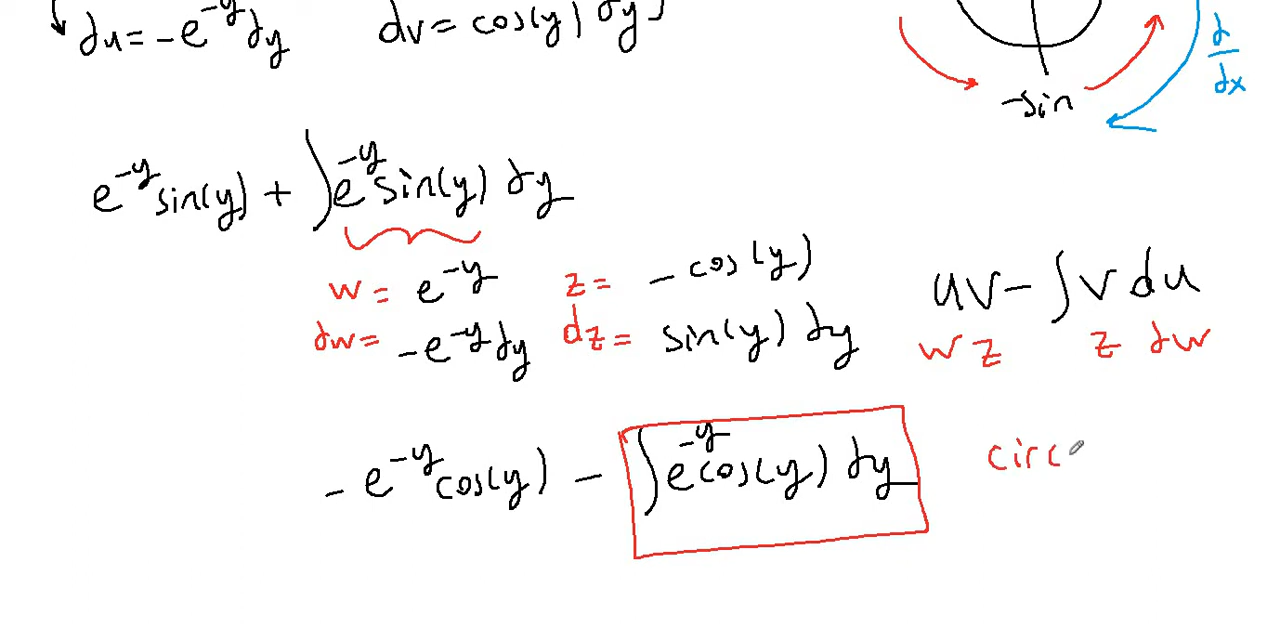 du = -e^{-y} dy    dv = cos(y) dy
d/dx
-sin
e^{-y} sin(y) + ∫ e^{-y} sin(y) dy
w = e^{-y}    z = -cos(y)
uv - ∫ v du
dw = -e^{-y} dy    dz = sin(y) dy
w z    z dw
-e^{-y} cos(y) - ∫ e^{-y} cos(y) dy    circ